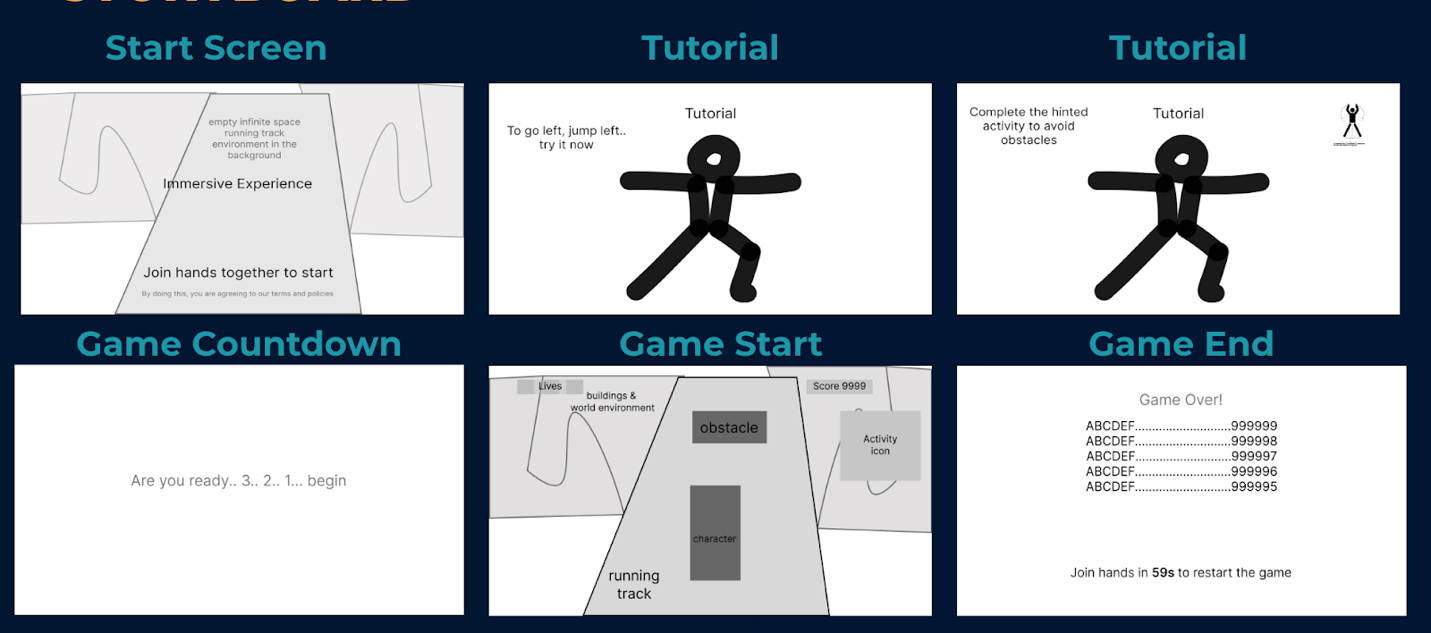 Start Screen
Tutorial
Tutorial
empty infinite space
running track
environment in the
background
Immersive Experience
Join hands together to start
By doing this, you are agreeing to our terms and policies
Tutorial
To go left, jump left..
try it now
Complete the hinted
activity to avoid
obstacles
Tutorial
Game Countdown
Game Start
Game End
Are you ready.. 3.. 2.. 1... begin
Lives
buildings &
world environment
Score 9999
obstacle
Activity
icon
character
running
track
Game Over!
ABCDEF............................999999
ABCDEF............................999998
ABCDEF............................999997
ABCDEF............................999996
ABCDEF............................999995
Join hands in 59s to restart the game